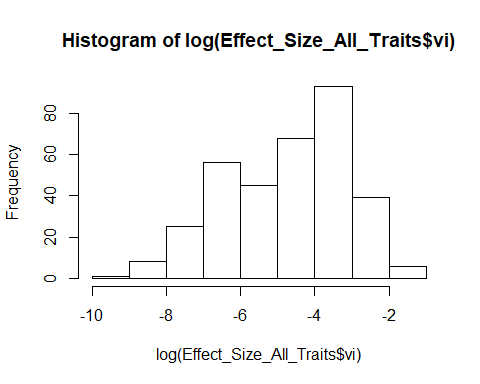 Histogram of log(Effect_Size_All_Traits$vi)
Frequency
80
60
40
20
0
-10 -8 -6 -4 -2
log(Effect_Size_All_Traits$vi)